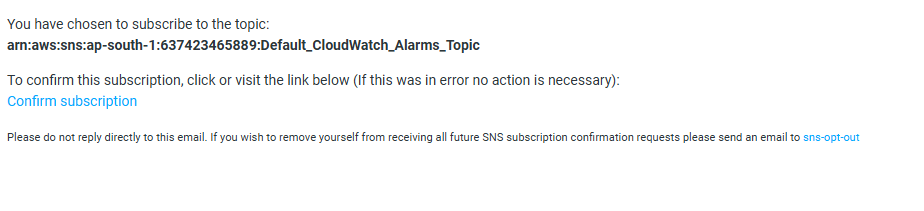 You have chosen to subscribe to the topic:
arn:aws:sns:ap-south-1:637423465889:Default_CloudWatch_Alarms_Topic
To confirm this subscription, click or visit the link below (If this was in error no action is necessary):
Confirm subscription
Please do not reply directly to this email. If you wish to remove yourself from receiving all future SNS subscription confirmation requests please send an email to sns-opt-out